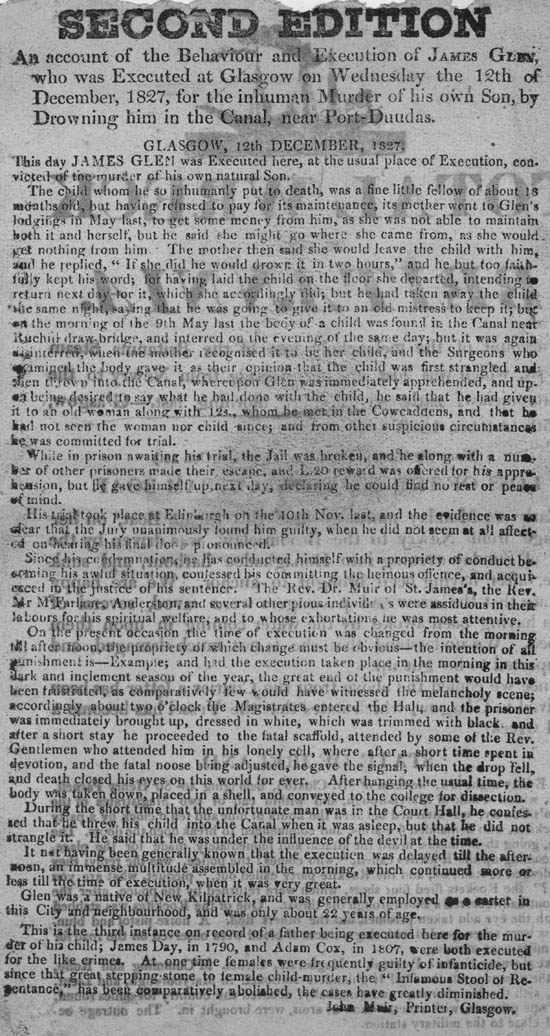 SECOND EDITION
An account of the Behaviour and Execution of JAMES GLEN,
who was Executed at Glasgow on Wednesday the 12th of
December, 1827, for the inhuman Murder of his own Son, by
Drowning him in the Canal, near Port-Dundas.
GLASGOW, 12TH DECEMBER, 1827.
This day JAMES GLEN was Executed here, at the usual place of Execution, con-
victed of the murder of his own natural Son.
The child whom he so inhumanly put to death, was a fine little fellow of about 18
months old, but having refused to pay for its maintenance, its mother went to Glen's
lodgings in May last, to get some money from him, as she was not able to maintain
both it and herself, but he said she might go where she came from, as she would
get nothing from him. The mother then said she would leave the child with him,
and he replied, " If she did he would drown it in two hours," and he but too faith-
fully kept his word; for having laid the child on the floor she departed, intending to
return next day for it, which she accordingly did; but he had taken away the child
the same night, saying that he was going to give it to an old mistress to keep it; but
on the morning of the 9th May last the body of a child was found in the Canal near
Ruchill draw-bridge, and interred on the evening of the same day; but it was again
disinterred, when the mother recognised it to be her child, and the Surgeons who
examined the body gave it as their opinion that the child was first strangled and
then thrown into the Canal, whereupon Glen was immediately apprehended, and up-
on being desired to say what he had done with the child, he said that he had given
it to an old woman along with 12s., whom he met in the Cowcaddens, and that he
had not seen the woman nor child since; and from other suspicious circumstances
he was committed for trial.
While in prison awaiting his trial, the Jail was broken, and he along with a num-
ber of other prisoners made their escape, and L.20 reward was offered for his appre-
hension, but he gave himself up next day, declaring he could find no rest or peace
of mind.
His trial took place at Edinburgh on the 10th Nov. last, and the evidence was so
clear that the July unanimously found him guilty, when he did not seem at all affect-
ed on hearing his final doom pronounced.
Since his condemnation, he has conducted himself with a propriety of conduct be-
coming his awful situation, confessed his committing the heinous offence, and acqui-
esced in the justice of his sentence. The Rev. Dr. Muir of St. James's, the Rev.
Mr McFarlane, Anderston, and several other pious individu s were assiduous in their
labours for his spiritual welfare, and to whose exhortations he was most attentive.
On the present occasion the time of execution was changed from the morning
till after noon, the propriety of which change must be obvious—the intention of all
punishment is—Example; and had the execution taken place in the morning in this
dark and inclement season of the year, the great end of the punishment would have
been frustrated, as comparatively few would have witnessed the melancholy scene;
accordingly about two o'clock the Magistrates entered the Hall, and the prisoner
was immediately brought up, dressed in white, which was trimmed with black, and
after a short stay he proceeded to the fatal scaffold, attended by some of the Rev.
Gentlemen who attended him in his lonely cell, where after a short time spent in
devotion, and the fatal noose being adjusted, he gave the signal, when the drop fell,
and death closed his eyes on this world for ever. After hanging the usual time, the
body was taken down, placed in a shell, and conveyed to the college for dissection.
During the short time that the unfortunate man was in the Court Hall, he confes-
sed that he threw his child into the Canal when it was asleep, but that he did not
strangle it. He said that he was under the influence of the devil at the time.
It not having been generally known that the execution was delayed till the after-
noon, an immense multitude assembled in the morning, which continued more or
less till the time of execution, when it was very great.
Glen was a native of New Kilpatrick, and was generally employed as a carter in
this City and neighbourhood, and was only about 22 years of age.
This is the third instance on record of a father being executed here for the mur-
der of his child; James Day, in 1790, and Adam Cox, in 1807, were both executed
for the like crimes. At one time females were frequently guilty of infanticide, but
since that great stepping-stone to female child-murder, the " Infamous Stool of Re-
pentance," has been comparatively abolished, the cases have greatly diminished.
John Muir, Printer, Glasgow.